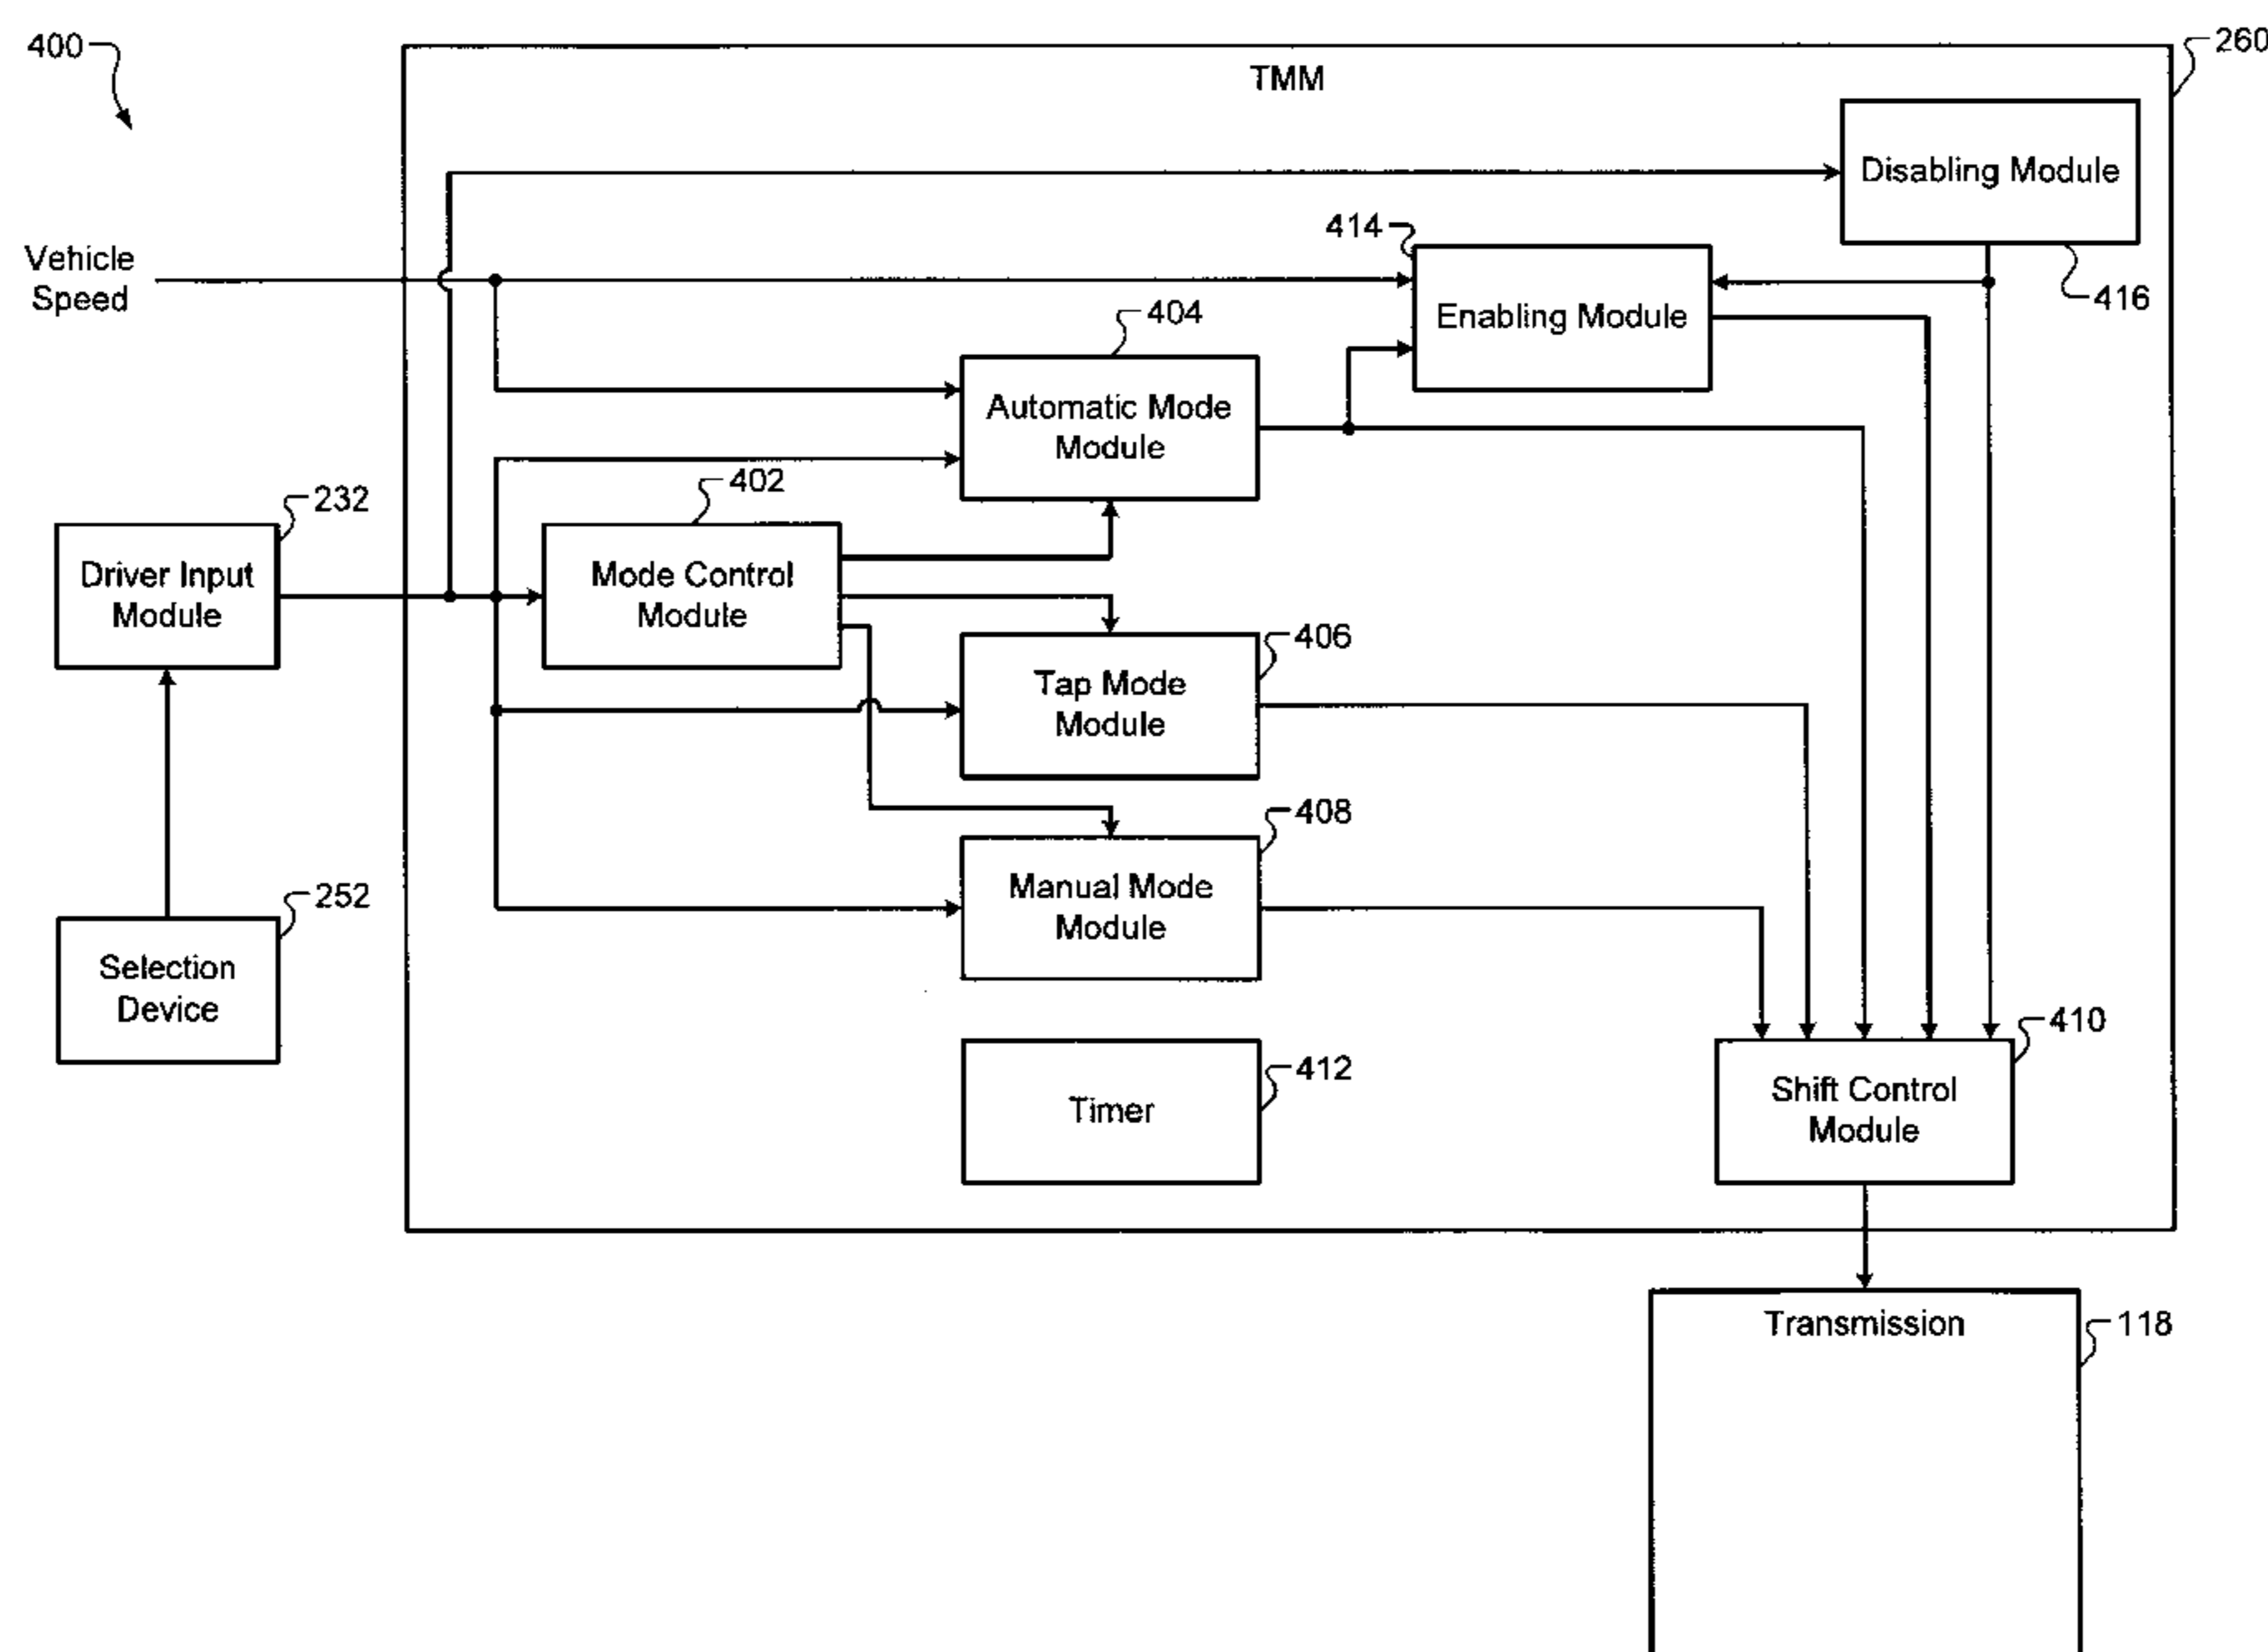 400
260
TMM
Disabling Module
416
414
Enabling Module
Vehicle
Speed
404
Automatic Mode
Module
402
232
Driver Input
Module
Mode Control
Module
406
Tap Mode
Module
408
Manual Mode
Module
252
Selection
Device
412
Timer
410
Shift Control
Module
Transmission
118